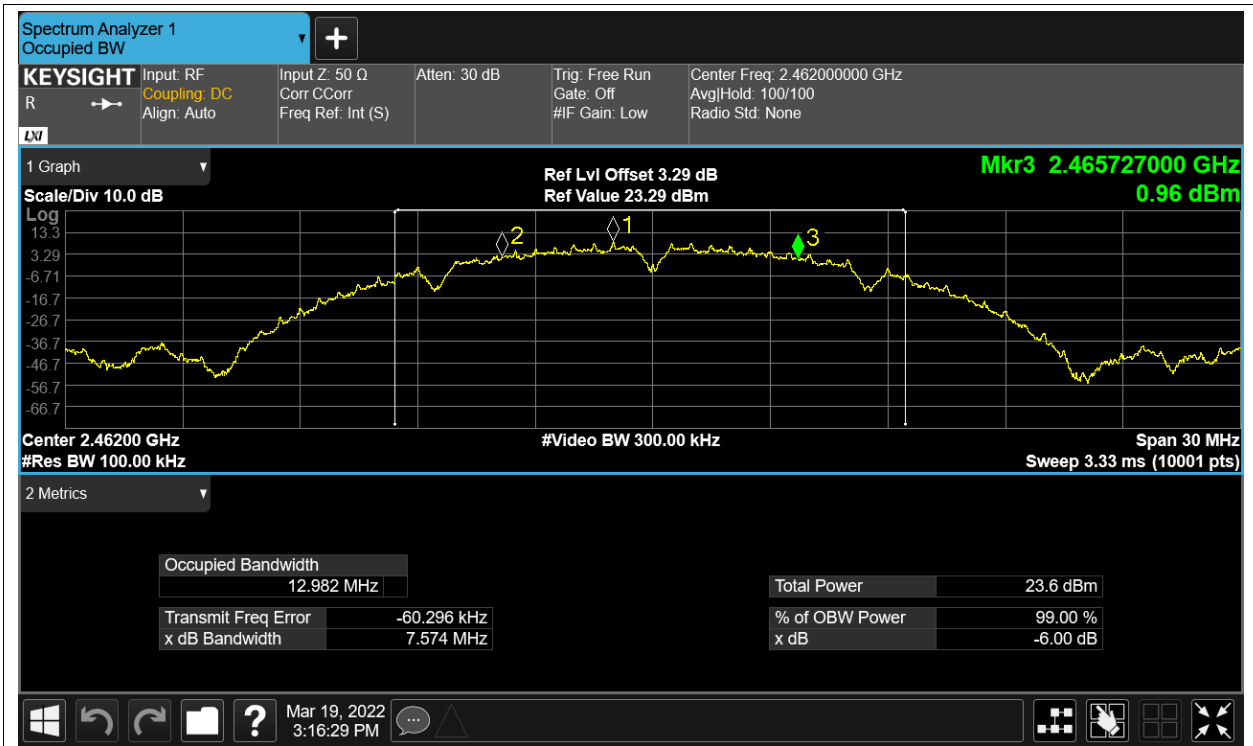 Spectrum Analyzer 1
Occupied BW
KEYSIGHT
R
LXI
Input: RF
Coupling: DC
Align: Auto
Input Z: 50 Ω
Corr CCorr
Freq Ref: Int (S)
Atten: 30 dB
Trig: Free Run
Gate: Off
#IF Gain: Low
Center Freq: 2.462000000 GHz
Avg|Hold: 100/100
Radio Std: None
1 Graph
Scale/Div 10.0 dB
Ref Lvl Offset 3.29 dB
Ref Value 23.29 dBm
Mkr3 2.465727000 GHz
0.96 dBm
Log
13.3
3.29
-6.71
-16.7
-26.7
-36.7
-46.7
-56.7
-66.7
2
1
3
Center 2.46200 GHz
#Video BW 300.00 kHz
Span 30 MHz
#Res BW 100.00 kHz
Sweep 3.33 ms (10001 pts)
2 Metrics
Occupied Bandwidth
12.982 MHz
Total Power 23.6 dBm
Transmit Freq Error -60.296 kHz
% of OBW Power 99.00 %
x dB Bandwidth 7.574 MHz
x dB -6.00 dB
?
Mar 19, 2022
3:16:29 PM